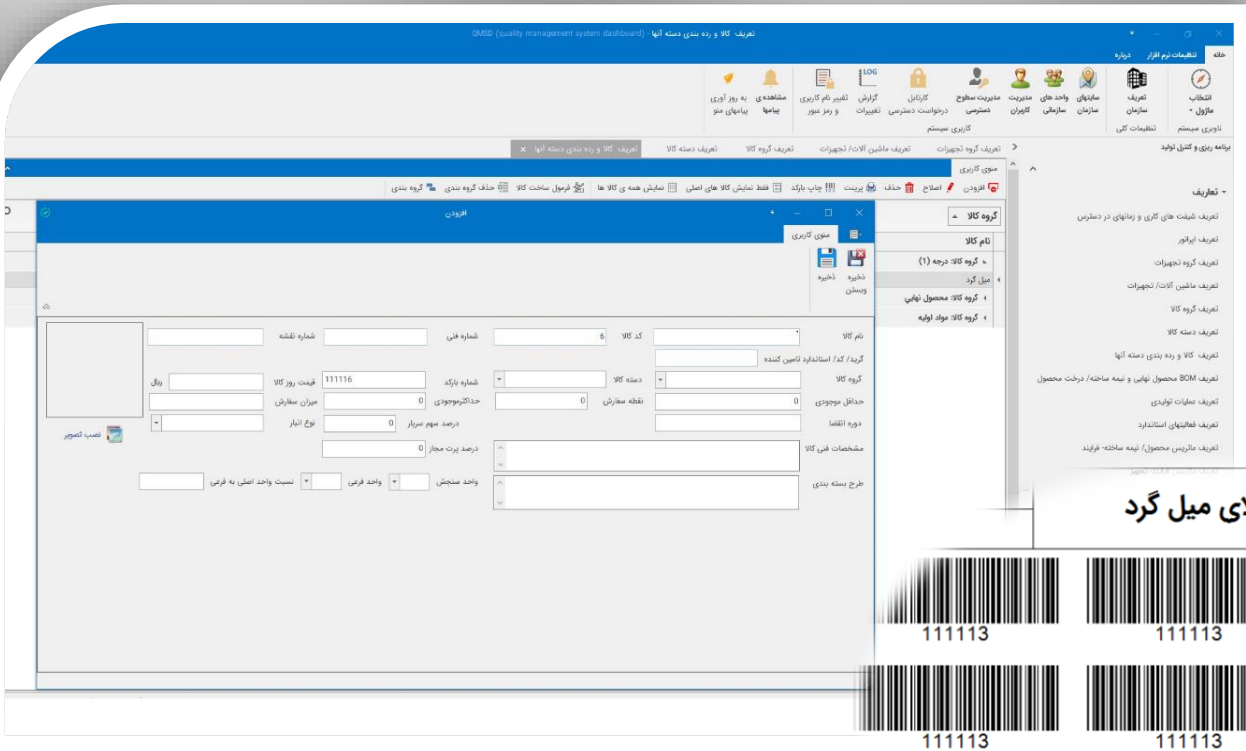 تعریف کالا و رده بندی دسته آنها - QMSD (quality management system dashboard)
خانه تنظیمات نرم افزار درباره
انتخاب ماژول
تعریف سازمان
سایتهای سازمان
واحد های سازمانی
مدیریت کاربران
مدیریت سطوح دسترسی
کارتابل درخواست دسترسی
LOG
گزارش تغییرات
تغییر نام کاربری و رمز عبور
مشاهده ی پیامها
به روز آوری پیامهای منو
ناوبری سیستم تنظیمات کلی کاربری سیستم
برنامه ریزی و کنترل تولید
تعریف گروه تجهیزات تعریف ماشین آلات/ تجهیزات تعریف گروه کالا تعریف دسته کالا تعریف کالا و رده بندی دسته آنها
منوی کاربری
افزودن اصلاح حذف پرینت چاپ بارکد فقط نمایش کالا های اصلی نمایش همه ی کالا ها فرمول ساخت کالا حذف گروه بندی گروه بندی
تعاریف
تعریف شیفت های کاری و زمانهای در دسترس
تعریف اپراتور
تعریف گروه تجهیزات
تعریف ماشین آلات/ تجهیزات
تعریف گروه کالا
تعریف دسته کالا
تعریف کالا و رده بندی دسته آنها
تعریف BOM محصول نهایی و نیمه ساخته/ درخت محصول
تعریف عملیات تولیدی
تعریف فعالیتهای استاندارد
تعریف ماتریس محصول/ نیمه ساخته- فرایند
گروه کالا
نام کالا
گروه کالا: درجه (1)
میل گرد
گروه کالا: محصول نهایی
گروه کالا: مواد اولیه
افزودن
منوی کاربری
ذخیره وبستن
ذخیره
نام کالا * کد کالا 6 شماره فنی شماره نقشه
گرید/ کد/ استاندارد تامین کننده
گروه کالا دسته کالا شماره بارکد 111116 قیمت روز کالا ریال
حداقل موجودی 0 نقطه سفارش 0 حداکثرموجودی 0 میزان سفارش
دوره انقضا درصد سهم سربار 0 نوع انبار
نصب تصویر
مشخصات فنی کالا درصد پرت مجاز 0
طرح بسته بندی واحد سنجش واحد فرعی نسبت واحد اصلی به فرعی
میل گرد
111113 111113
111113 111113